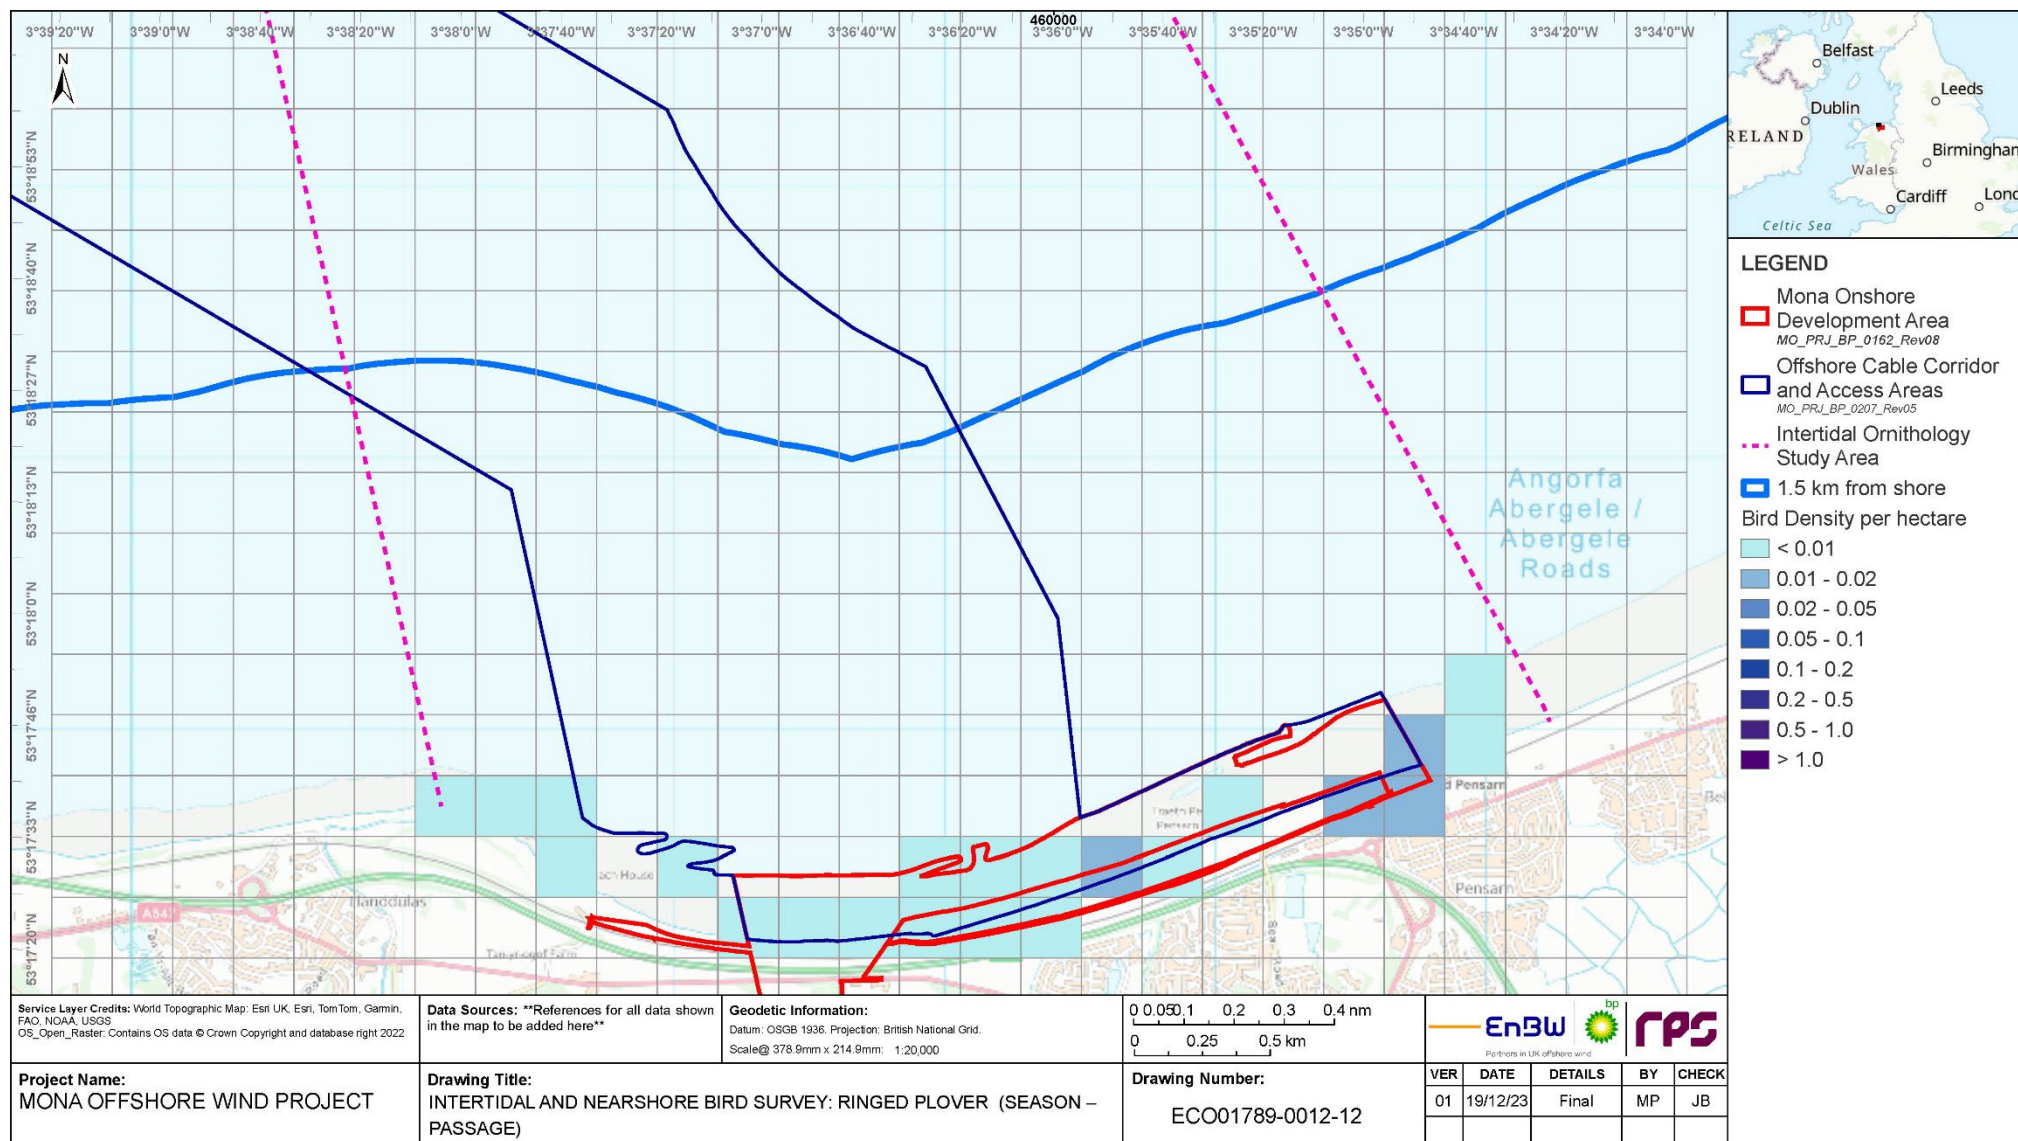 460000
3°39'20"W 3°39'0"W 3°38'40"W 3°38'20"W 3°37'40"W 3°37'20"W 3°37'0"W 3°36'40"W 3°36'20"W 3°36'0"W 3°35'40"W 3°35'20"W 3°35'0"W 3°34'40"W 3°34'20"W 3°34'0"W
N
53°18'53"N
53°18'40"N
53°18'27"N
53°18'13"N
53°18'0"N
53°17'46"N
53°17'33"N
53°17'20"N
Angorfa
Abergele /
Abergele
Roads
Traeth Pe
Pensarn
d Pensarn
Bel
Pensarn
ach House
Llanddulas
A547
Tan-yr-ogof Farm
Belfast
Leeds
Dublin
RELAND
Birmingham
Wales
Cardiff
Lond
Celtic Sea
LEGEND
Mona Onshore
Development Area
MO_PRJ_BP_0162_Rev08
Offshore Cable Corridor
and Access Areas
MO_PRJ_BP_0207_Rev05
Intertidal Ornithology
Study Area
1.5 km from shore
Bird Density per hectare
< 0.01
0.01 - 0.02
0.02 - 0.05
0.05 - 0.1
0.1 - 0.2
0.2 - 0.5
0.5 - 1.0
> 1.0
Service Layer Credits: World Topographic Map: Esri UK, Esri, TomTom, Garmin,
FAO, NOAA, USGS
OS_Open_Raster: Contains OS data © Crown Copyright and database right 2022
Data Sources: **References for all data shown
in the map to be added here**
Geodetic Information:
Datum: OSGB 1936. Projection: British National Grid.
Scale@ 378.9mm x 214.9mm: 1:20,000
0 0.05 0.1 0.2 0.3 0.4 nm
0 0.25 0.5 km
EnBW
bp
Partners in UK offshore wind
rps
Project Name:
MONA OFFSHORE WIND PROJECT
Drawing Title:
INTERTIDAL AND NEARSHORE BIRD SURVEY: RINGED PLOVER (SEASON –
PASSAGE)
Drawing Number:
ECO01789-0012-12
VER DATE DETAILS BY CHECK
01 19/12/23 Final MP JB